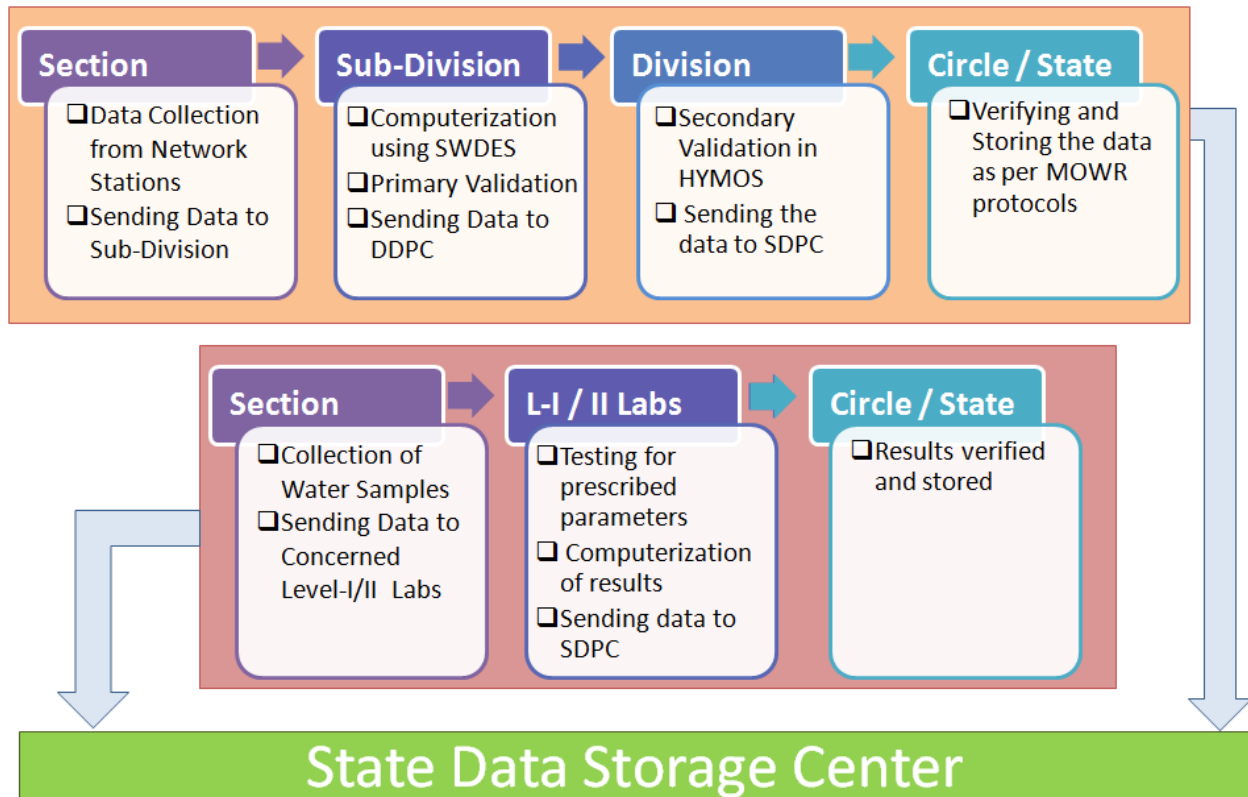 Section
❑Data Collection
from Network
Stations
❑Sending Data to
Sub-Division
Sub-Division
❑Computerization
using SWDES
❑Primary Validation
❑Sending Data to
DDPC
Division
❑Secondary
Validation in
HYMOS
❑ Sending the
data to SDPC
Circle / State
❑Verifying and
Storing the data
as per MOWR
protocols
Section
❑Collection of
Water Samples
❑Sending Data to
Concerned
Level-I/II Labs
L-I / II Labs
❑Testing for
prescribed
parameters
❑ Computerization
of results
❑Sending data to
SDPC
Circle / State
❑Results verified
and stored
State Data Storage Center